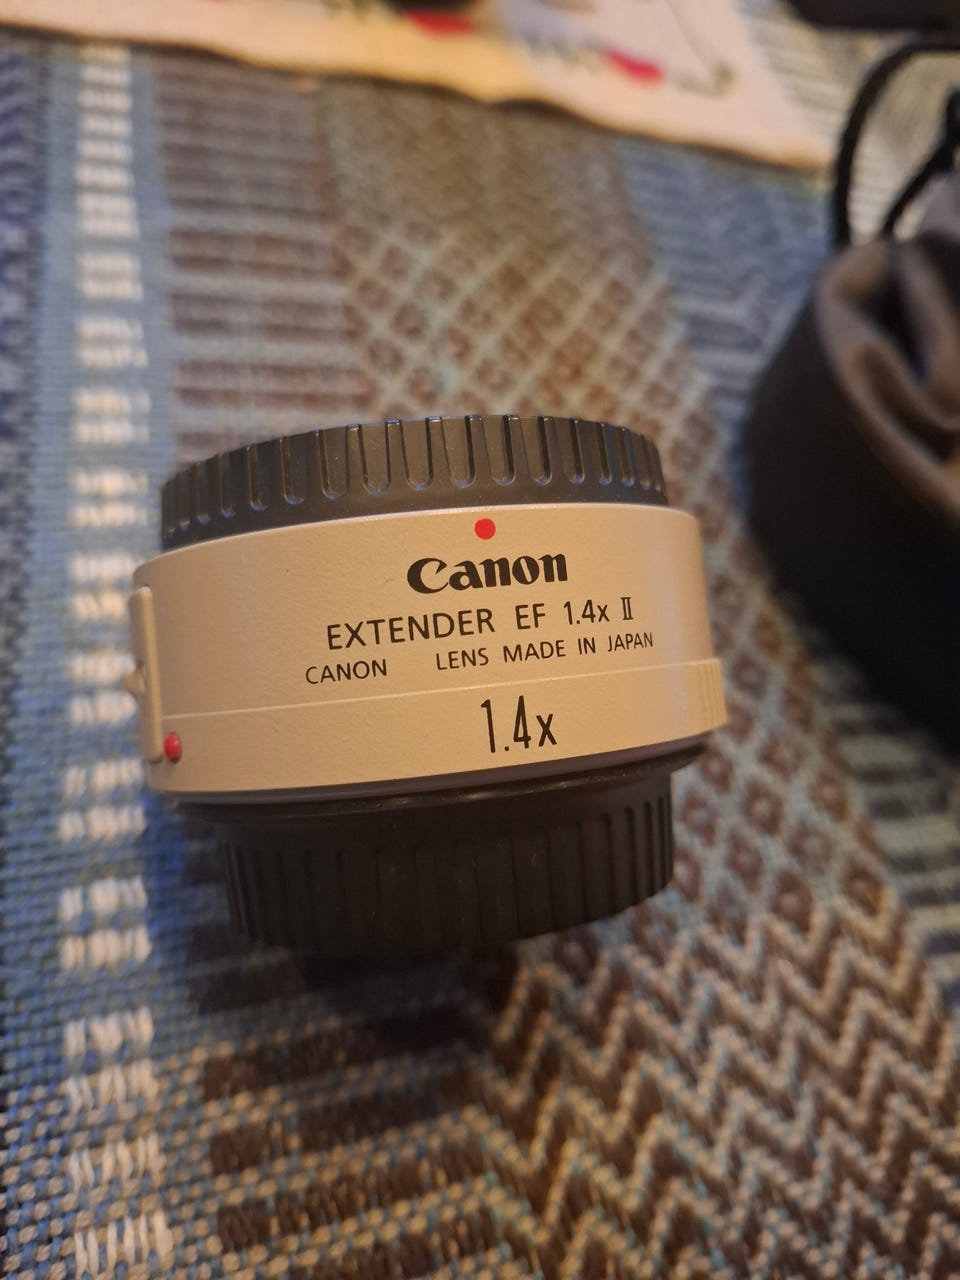 Canon
EXTENDER EF 1.4x II
CANON LENS MADE IN JAPAN
1.4x